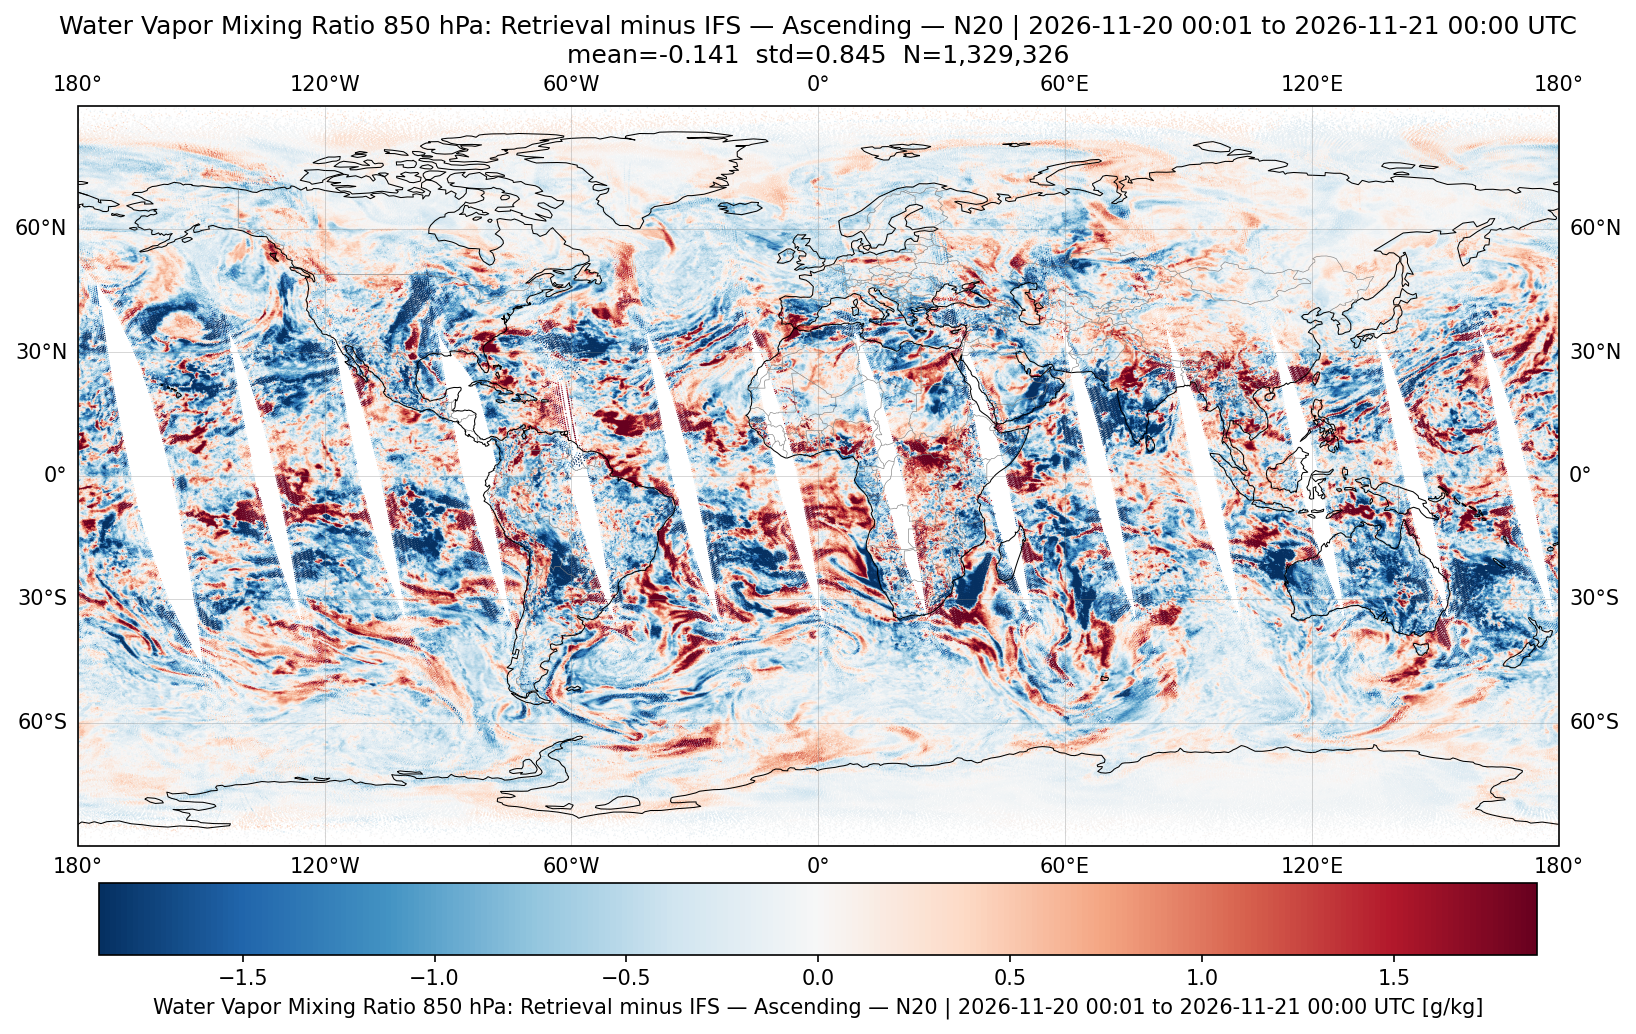 Water Vapor Mixing Ratio 850 hPa: Retrieval minus IFS — Ascending — N20 | 2026-11-20 00:01 to 2026-11-21 00:00 UTC
mean=-0.141  std=0.845  N=1,329,326
180° 120°W 60°W 0° 60°E 120°E 180°
60°N 60°N
30°N 30°N
0° 0°
30°S 30°S
60°S 60°S
180° 120°W 60°W 0° 60°E 120°E 180°
−1.5 −1.0 −0.5 0.0 0.5 1.0 1.5
Water Vapor Mixing Ratio 850 hPa: Retrieval minus IFS — Ascending — N20 | 2026-11-20 00:01 to 2026-11-21 00:00 UTC [g/kg]